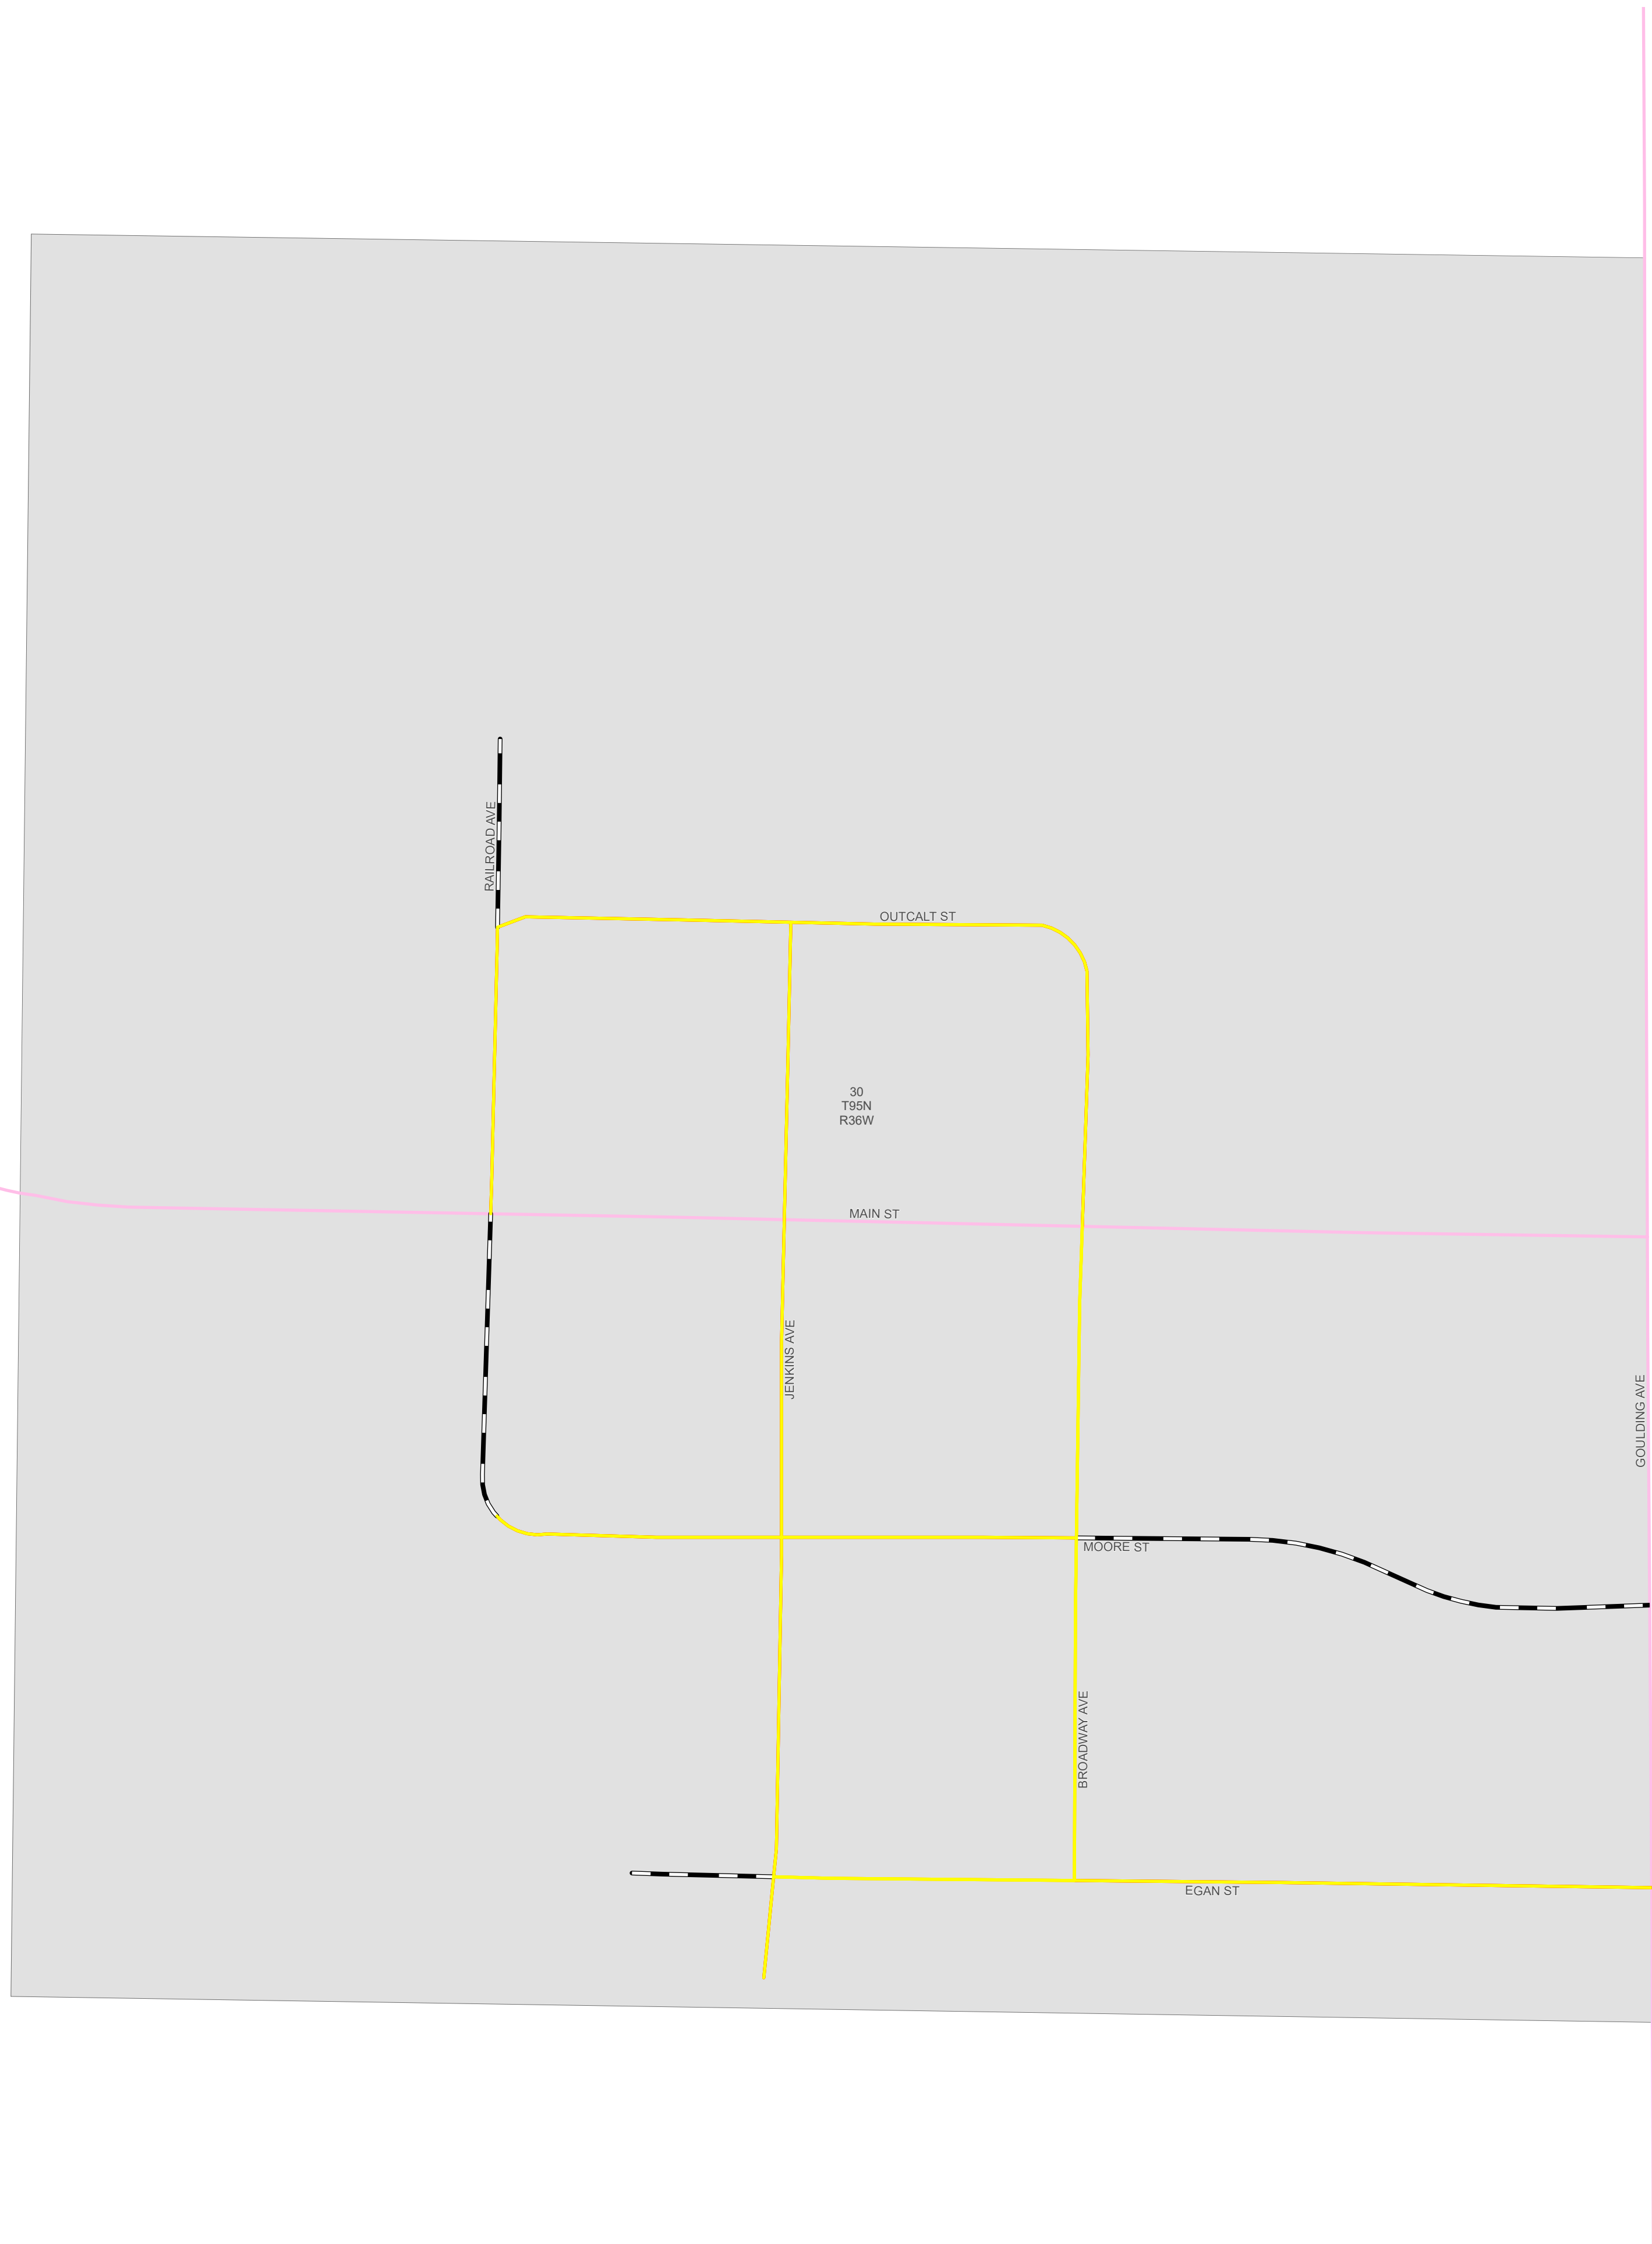 RAILROAD AVE
OUTCALT ST
30
T95N
R36W
MAIN ST
JENKINS AVE
GOULDING AVE
MOORE ST
BROADWAY AVE
EGAN ST